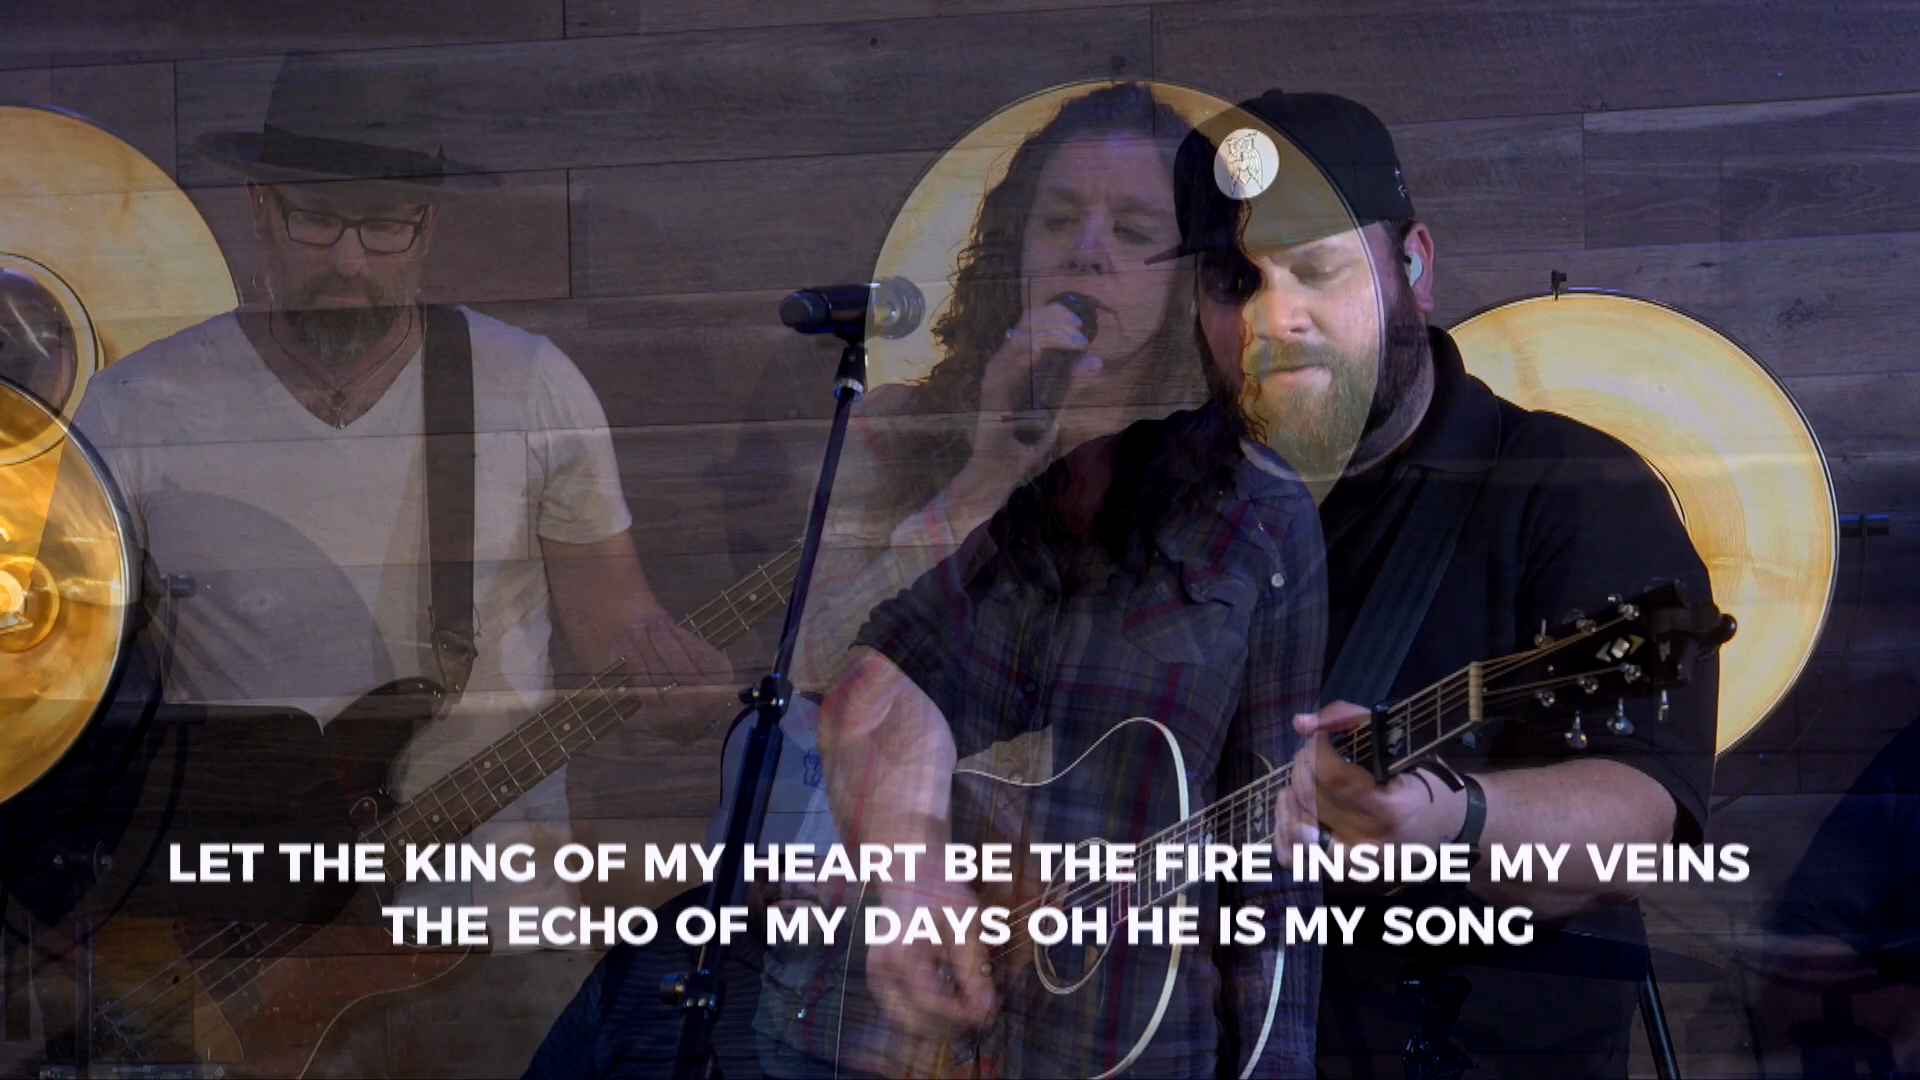 LET THE KING OF MY HEART BE THE FIRE INSIDE MY VEINS
THE ECHO OF MY DAYS OH HE IS MY SONG